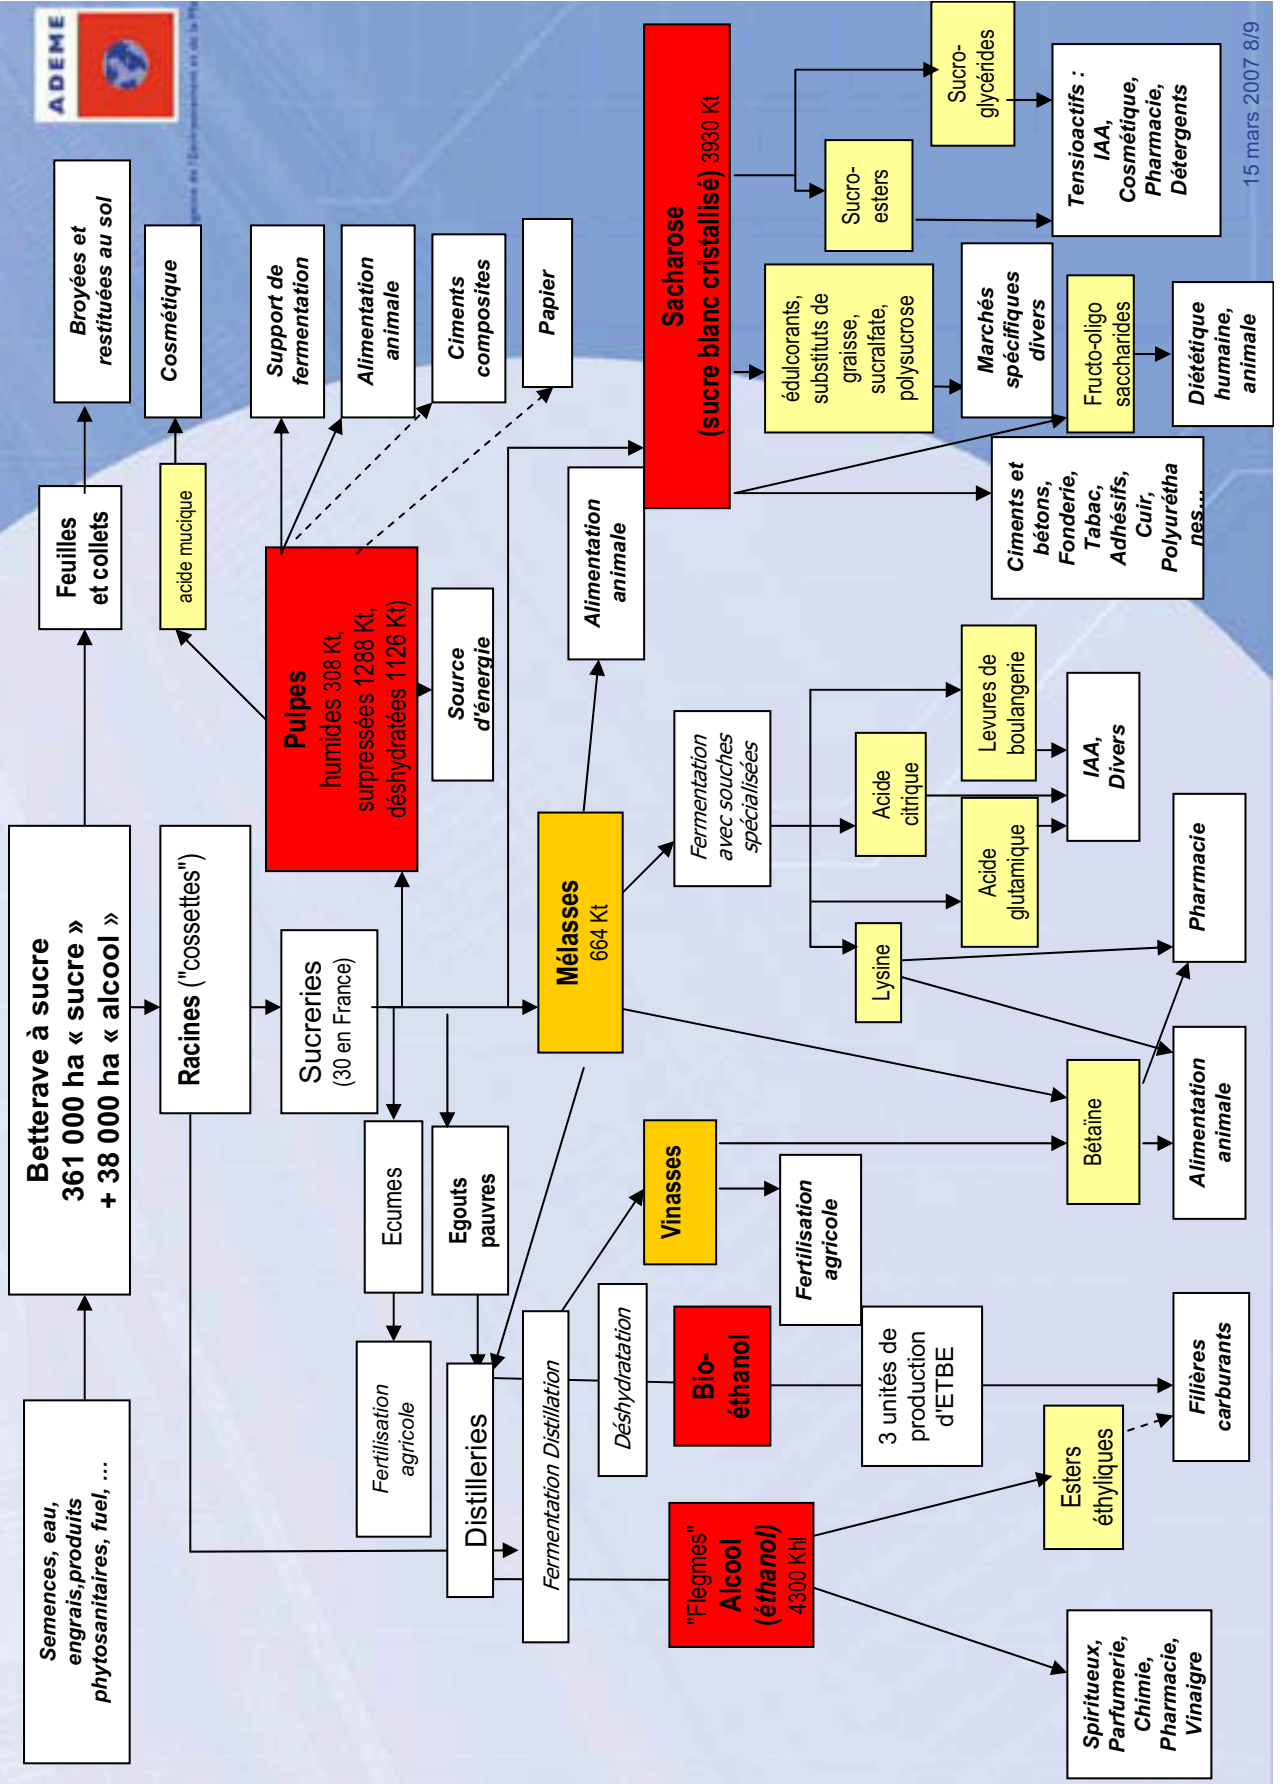 ADEME
Betterave à sucre
361 000 ha « sucre »
+ 38 000 ha « alcool »
Semences, eau,
engrais,produits
phytosanitaires, fuel, …
Feuilles
et collets
Broyées et
restituées au sol
Racines ("cossettes")
acide mucique
Cosmétique
Sucreries
(30 en France)
Pulpes
humides 308 Kt,
surpressées 1288 Kt,
déshydratées 1126 Kt)
Support de
fermentation
Alimentation
animale
Ciments
composites
Papier
Source
d'énergie
Ecumes
Fertilisation
agricole
Egouts
pauvres
Distilleries
Fermentation Distillation
Déshydratation
Mélasses
664 Kt
Alimentation
animale
Sacharose
(sucre blanc cristallisé) 3930 Kt
Vinasses
Fertilisation
agricole
Bio-
éthanol
"Flegmes"
Alcool
(éthanol)
4300 Khl
3 unités de
production
d'ETBE
Fermentation
avec souches
spécialisées
Lysine
Acide
citrique
Acide
glutamique
Levures de
boulangerie
IAA,
Divers
édulcorants,
substituts de
graisse,
sucralfate,
polysucrose
Sucro-
esters
Sucro-
glycérides
Marchés
spécifiques
divers
Ciments et
bétons,
Fonderie,
Tabac,
Adhésifs,
Cuir,
Polyurétha
nes…
Fructo-oligo
saccharides
Diététique
humaine,
animale
Tensioactifs :
IAA,
Cosmétique,
Pharmacie,
Détergents
Bétaïne
Pharmacie
Alimentation
animale
Esters
éthyliques
Filières
carburants
Spiritueux,
Parfumerie,
Chimie,
Pharmacie,
Vinaigre
15 mars 2007 8/9